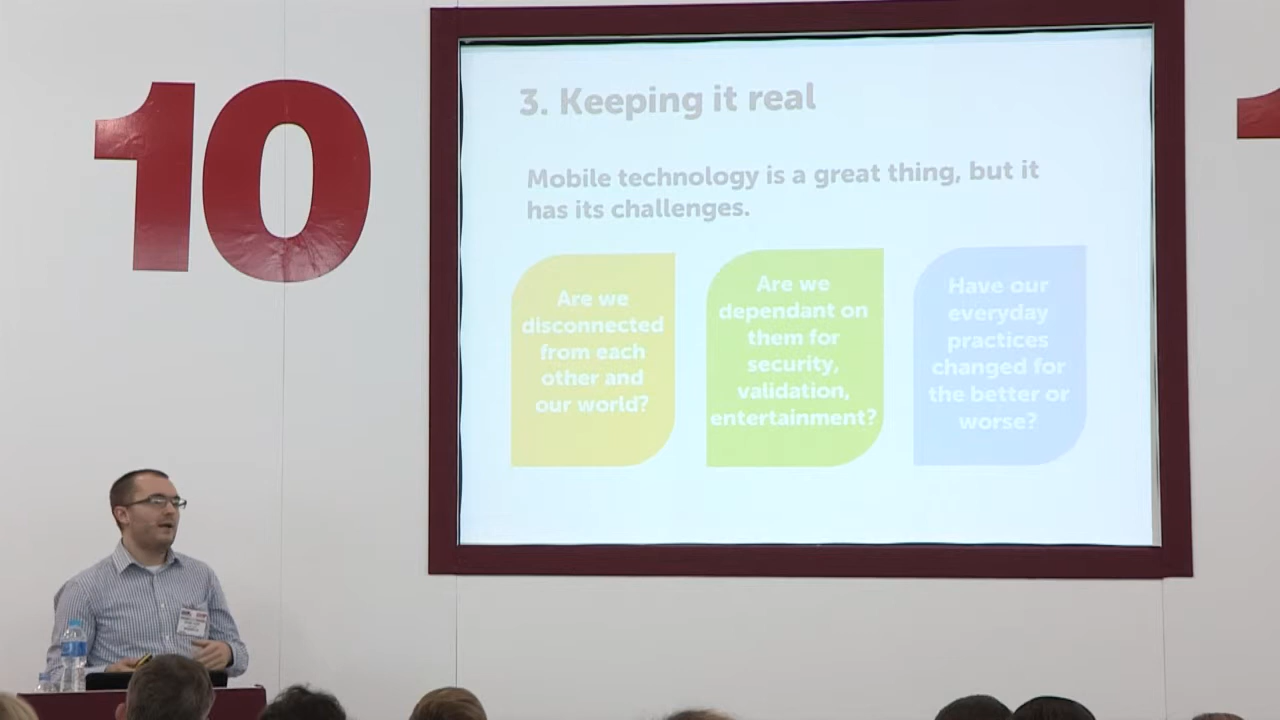 10
3. Keeping it real
Mobile technology is a great thing, but it
has its challenges.
Are we
disconnected
from each
other and
our world?
Are we
dependant on
them for
security,
validation,
entertainment?
Have our
everyday
practices
changed for
the better or
worse?